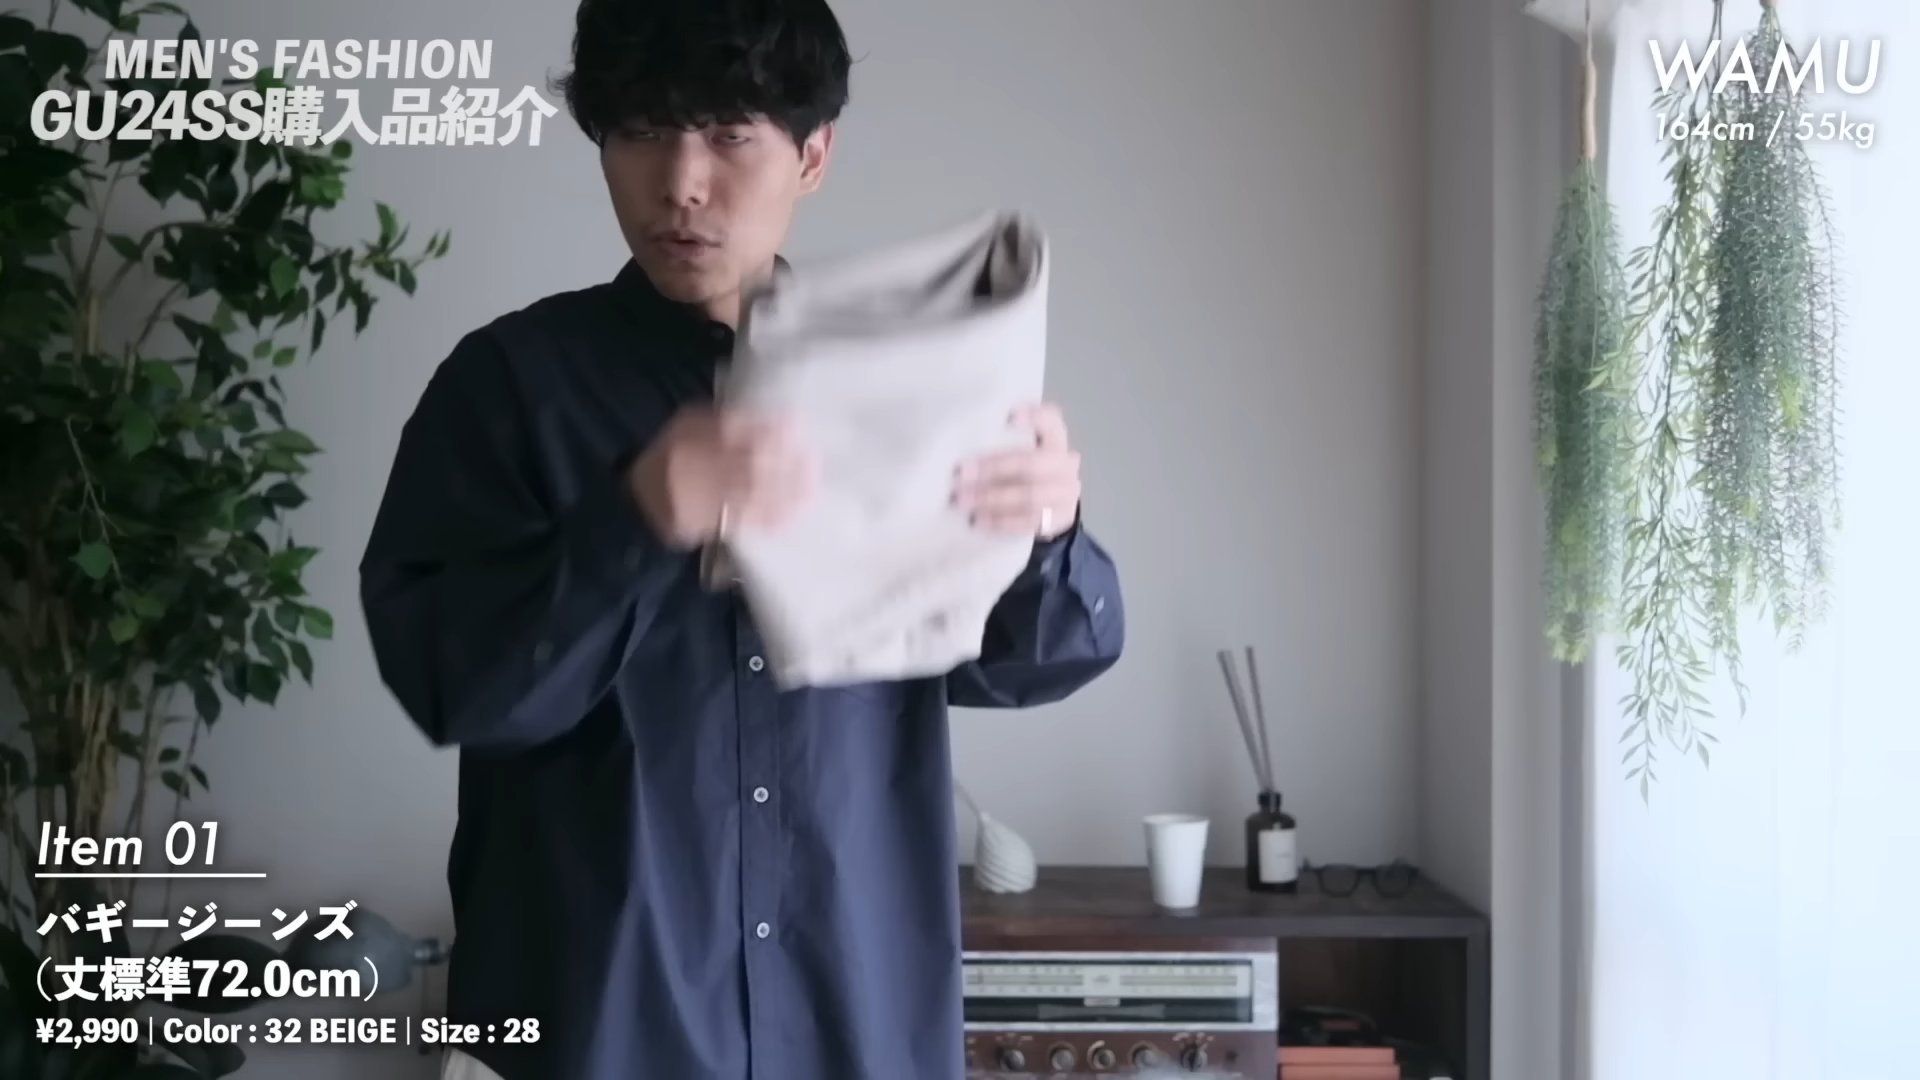 MEN'S FASHION
GU24SS購入品紹介
WAMU
164cm / 55kg
Item 01
バギージーンズ
(丈標準72.0cm)
¥2,990 | Color : 32 BEIGE | Size : 28